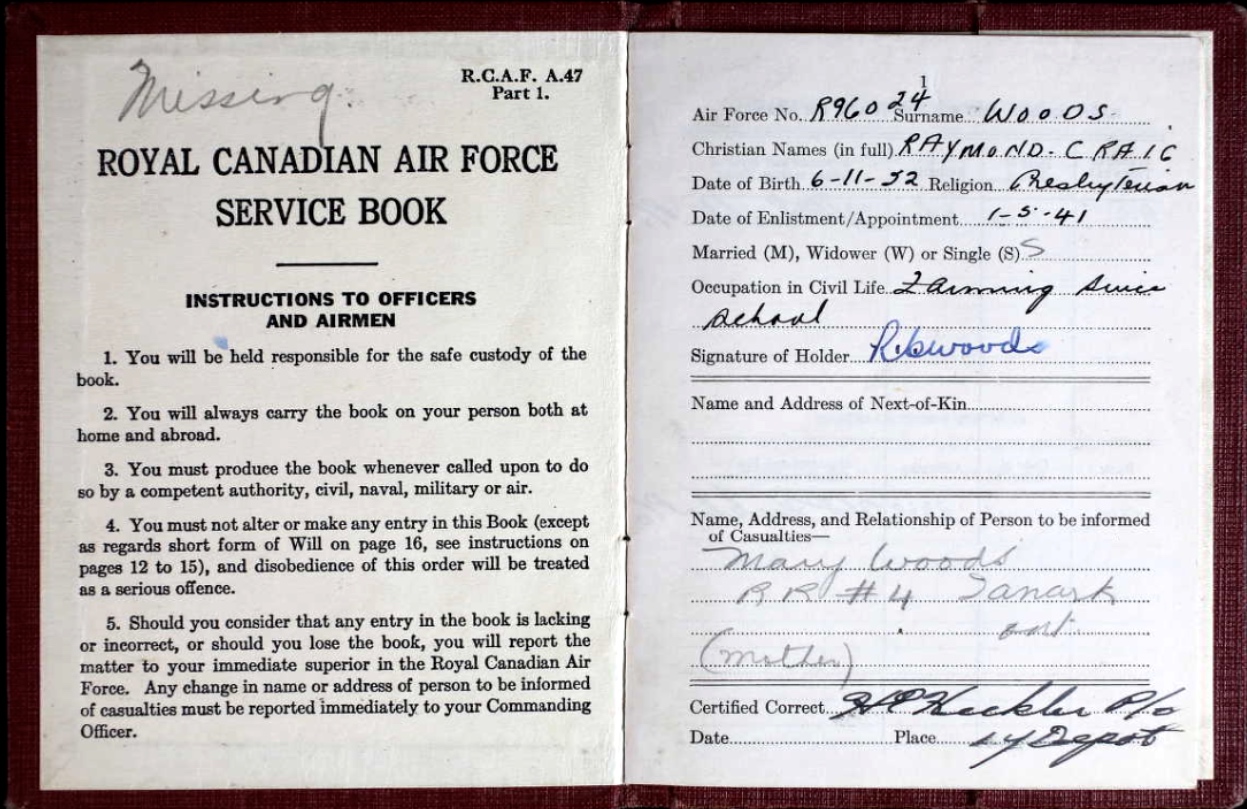 Missing.
R.C.A.F. A.47
Part 1.
ROYAL CANADIAN AIR FORCE
SERVICE BOOK
INSTRUCTIONS TO OFFICERS
AND AIRMEN
1. You will be held responsible for the safe custody of the
book.
2. You will always carry the book on your person both at
home and abroad.
3. You must produce the book whenever called upon to do
so by a competent authority, civil, naval, military or air.
4. You must not alter or make any entry in this Book (except
as regards short form of Will on page 16, see instructions on
pages 12 to 15), and disobedience of this order will be treated
as a serious offence.
5. Should you consider that any entry in the book is lacking
or incorrect, or should you lose the book, you will report the
matter to your immediate superior in the Royal Canadian Air
Force. Any change in name or address of person to be informed
of casualties must be reported immediately to your Commanding
Officer.
1
Air Force No. R96024 Surname WOODS
Christian Names (in full) RAYMOND. CRAIG
Date of Birth 6-11-22 Religion Presbyterian
Date of Enlistment/Appointment 1-5-41
Married (M), Widower (W) or Single (S) S
Occupation in Civil Life Farming since
school
Signature of Holder R.C. Woods
Name and Address of Next-of-Kin
Name, Address, and Relationship of Person to be informed
of Casualties—
Mary Woods
RR #4 Lanark
ont.
(mother)
Certified Correct Heckler P/O
Date Place Depot